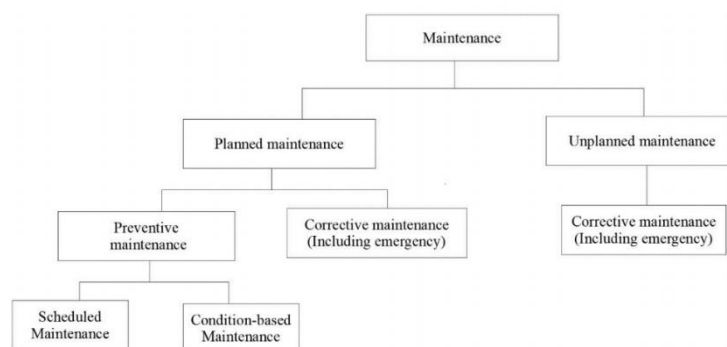 Maintenance
Planned maintenance
Unplanned maintenance
Preventive
maintenance
Corrective maintenance
(Including emergency)
Corrective maintenance
(Including emergency)
Scheduled
Maintenance
Condition-based
Maintenance